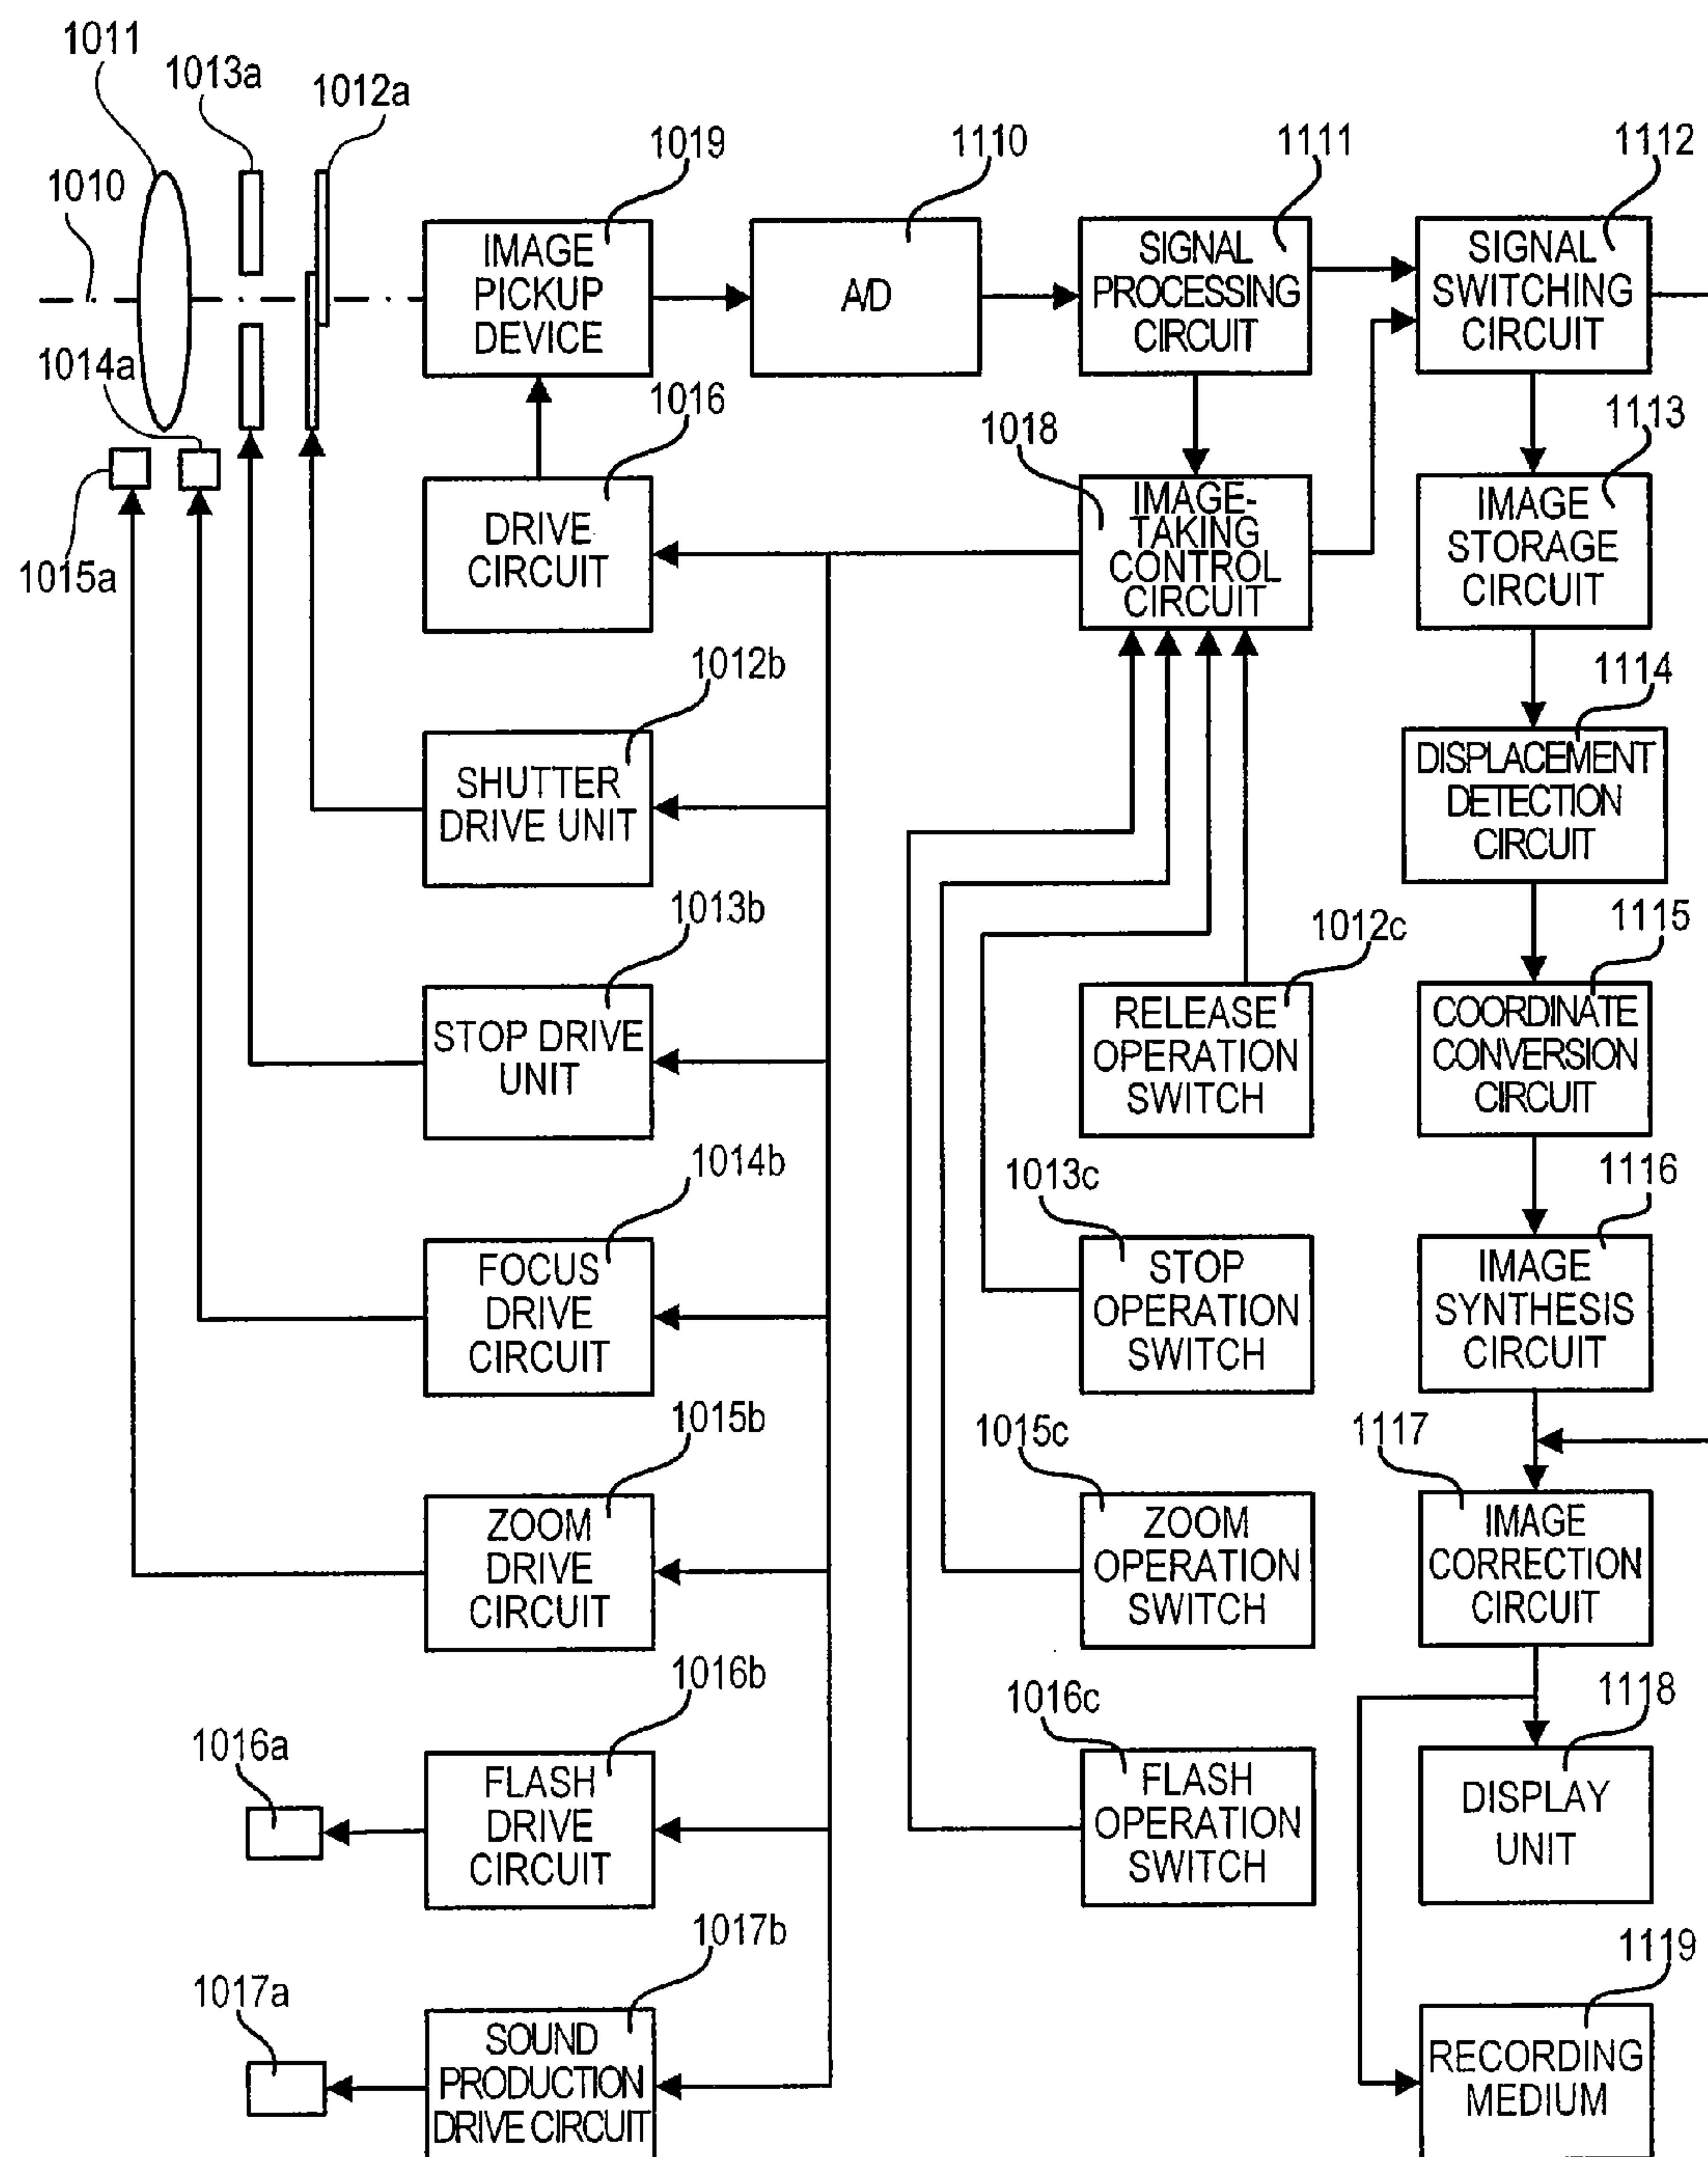 1011
1013a
1012a
1010
1019
1110
1111
1112
IMAGE
PICKUP
DEVICE
A/D
SIGNAL
PROCESSING
CIRCUIT
SIGNAL
SWITCHING
CIRCUIT
1014a
1015a
1016
DRIVE
CIRCUIT
1018
IMAGE-
TAKING
CONTROL
CIRCUIT
1113
IMAGE
STORAGE
CIRCUIT
1012b
SHUTTER
DRIVE UNIT
1114
DISPLACEMENT
DETECTION
CIRCUIT
1013b
STOP DRIVE
UNIT
1012c
RELEASE
OPERATION
SWITCH
1115
COORDINATE
CONVERSION
CIRCUIT
1014b
FOCUS
DRIVE
CIRCUIT
1013c
STOP
OPERATION
SWITCH
1116
IMAGE
SYNTHESIS
CIRCUIT
1015b
ZOOM
DRIVE
CIRCUIT
1015c
ZOOM
OPERATION
SWITCH
1117
IMAGE
CORRECTION
CIRCUIT
1016a
1016b
FLASH
DRIVE
CIRCUIT
1016c
FLASH
OPERATION
SWITCH
1118
DISPLAY
UNIT
1017a
1017b
SOUND
PRODUCTION
DRIVE CIRCUIT
1119
RECORDING
MEDIUM